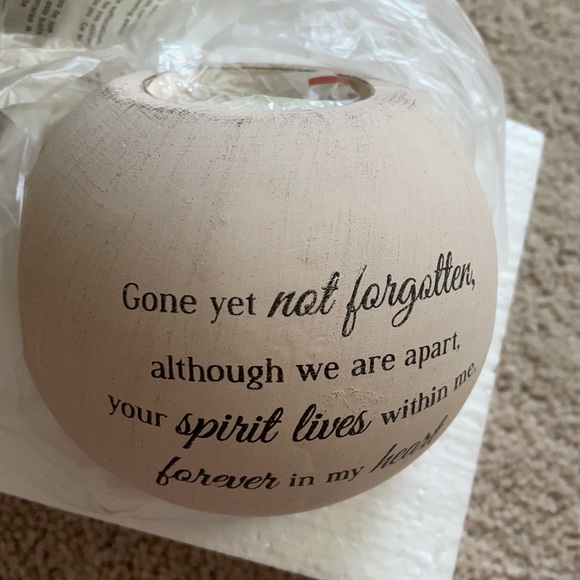 Gone yet not forgotten,
although we are apart,
your spirit lives within me,
forever in my heart